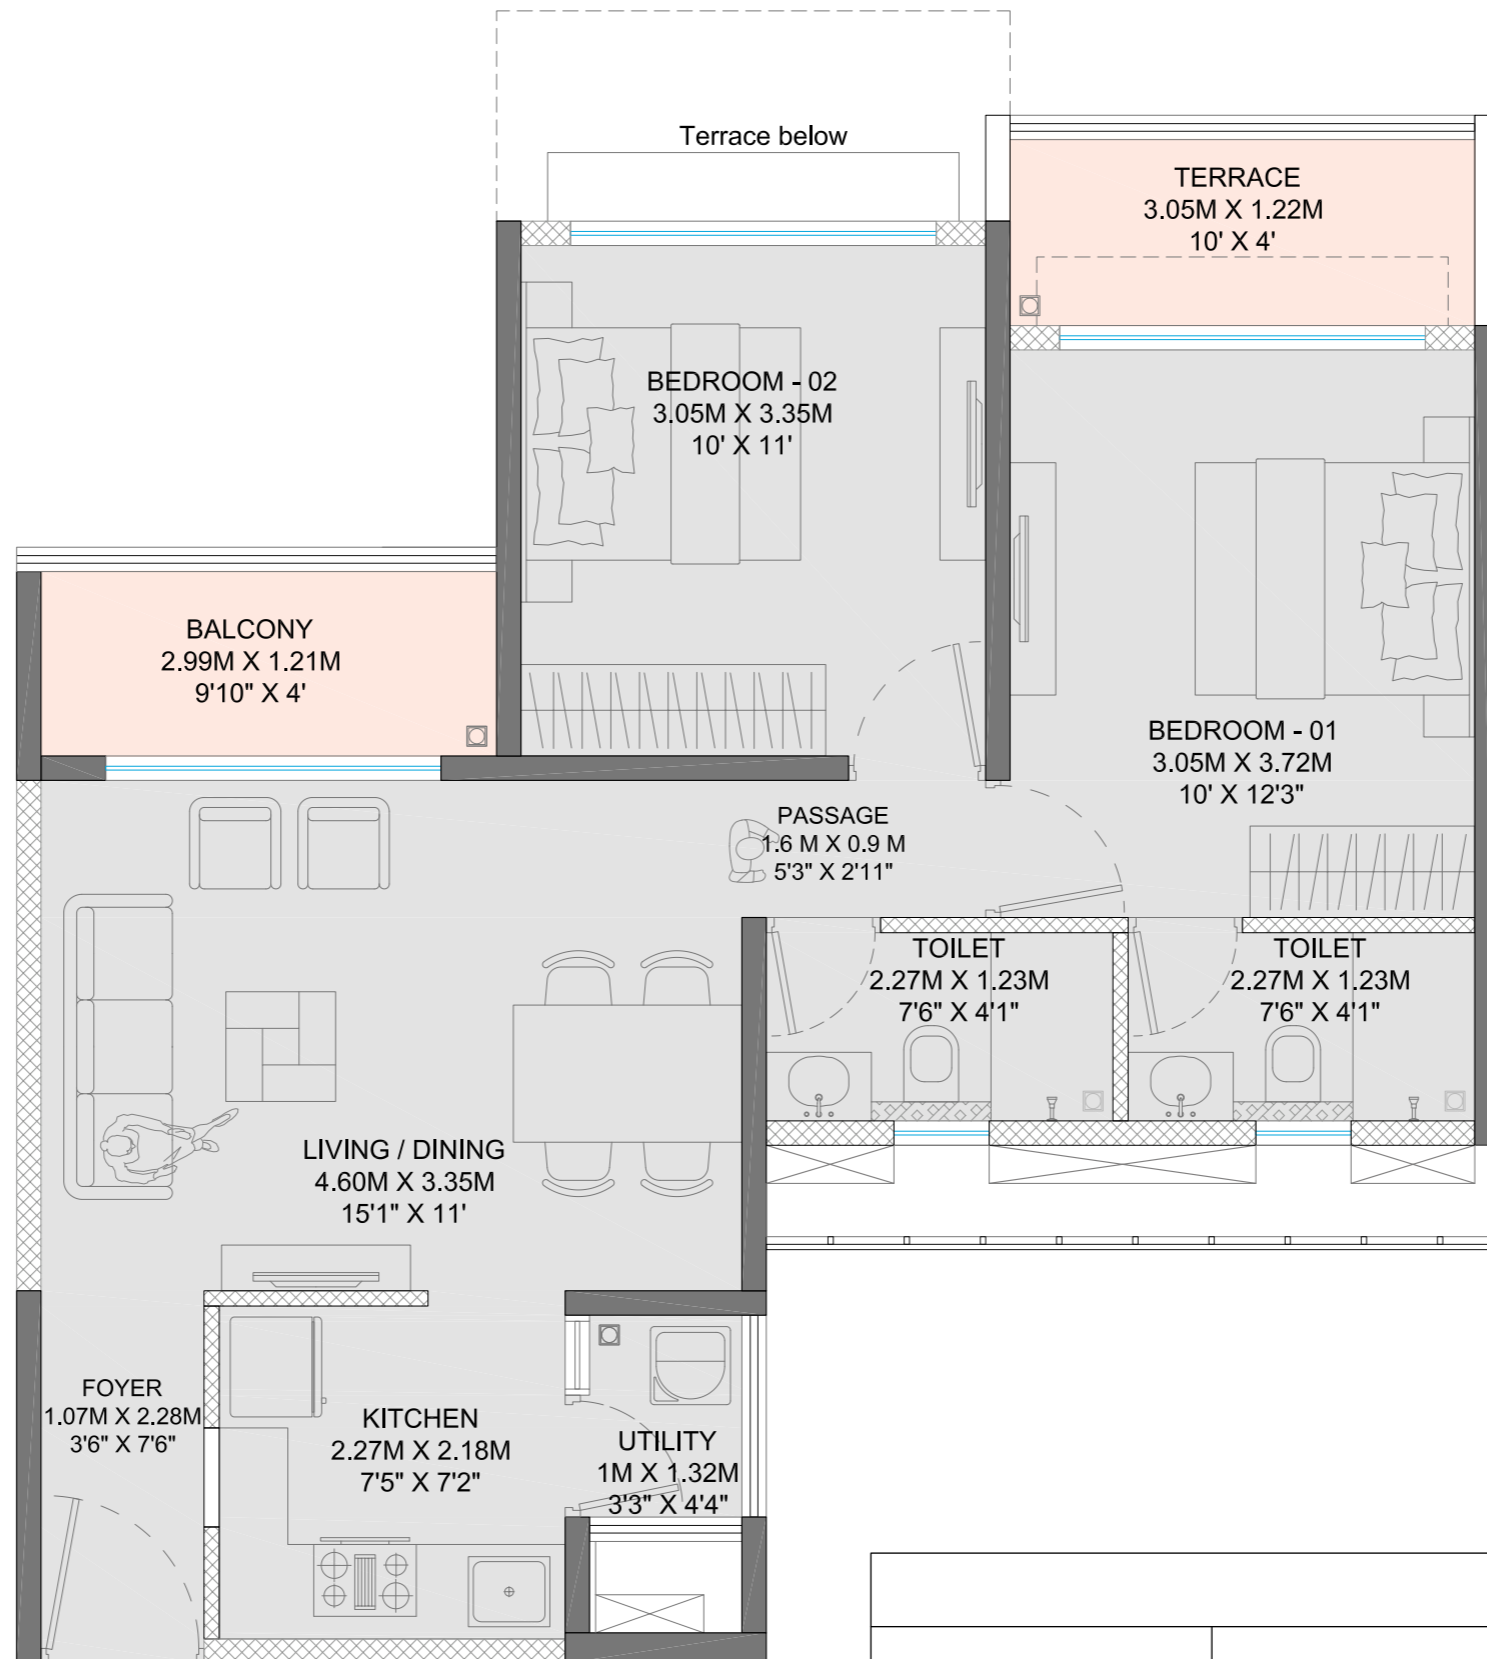 Terrace below
TERRACE
3.05M X 1.22M
10' X 4'
BEDROOM - 02
3.05M X 3.35M
10' X 11'
BALCONY
2.99M X 1.21M
9'10" X 4'
BEDROOM - 01
3.05M X 3.72M
10' X 12'3"
PASSAGE
1.6 M X 0.9 M
5'3" X 2'11"
TOILET
2.27M X 1.23M
7'6" X 4'1"
TOILET
2.27M X 1.23M
7'6" X 4'1"
LIVING / DINING
4.60M X 3.35M
15'1" X 11'
FOYER
1.07M X 2.28M
3'6" X 7'6"
KITCHEN
2.27M X 2.18M
7'5" X 7'2"
UTILITY
1M X 1.32M
3'3" X 4'4"